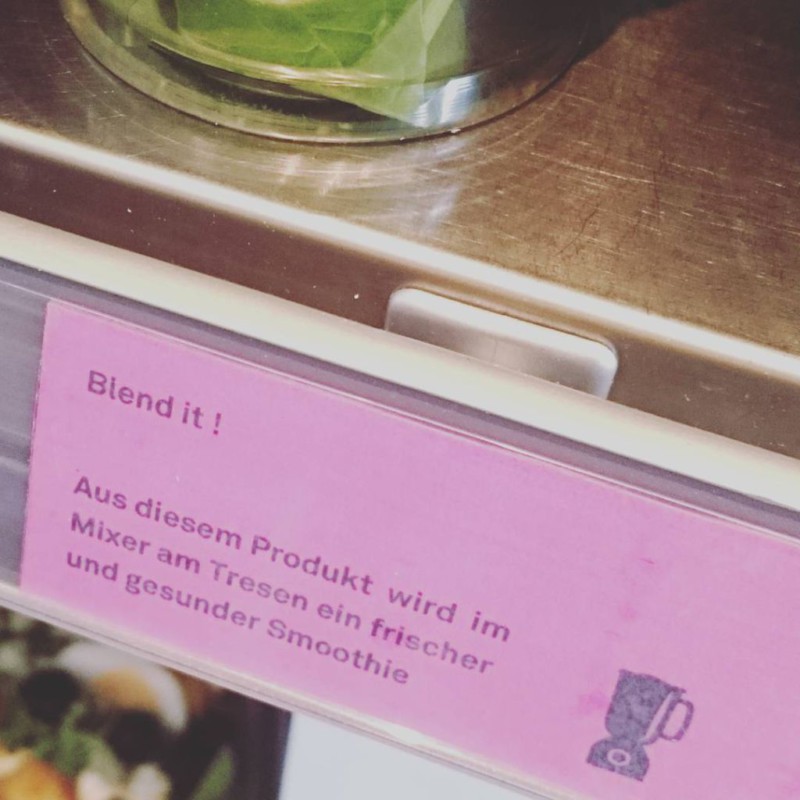 Blend it !
Aus diesem Produkt wird im
Mixer am Tresen ein frischer
und gesunder Smoothie